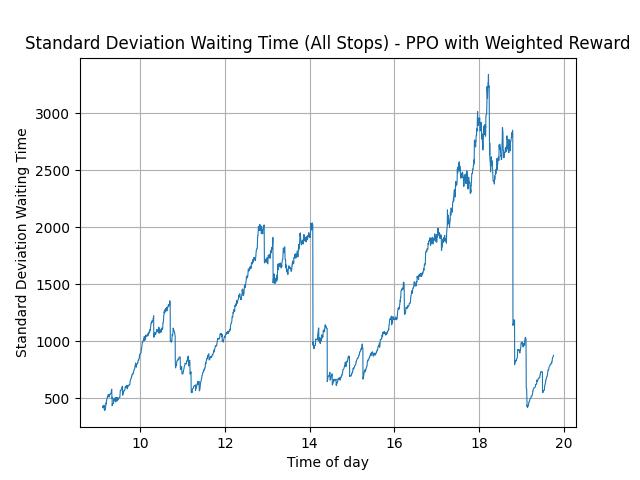 Standard Deviation Waiting Time (All Stops) - PPO with Weighted Reward
Standard Deviation Waiting Time
3000
2500
2000
1500
1000
500
10 12 14 16 18 20
Time of day